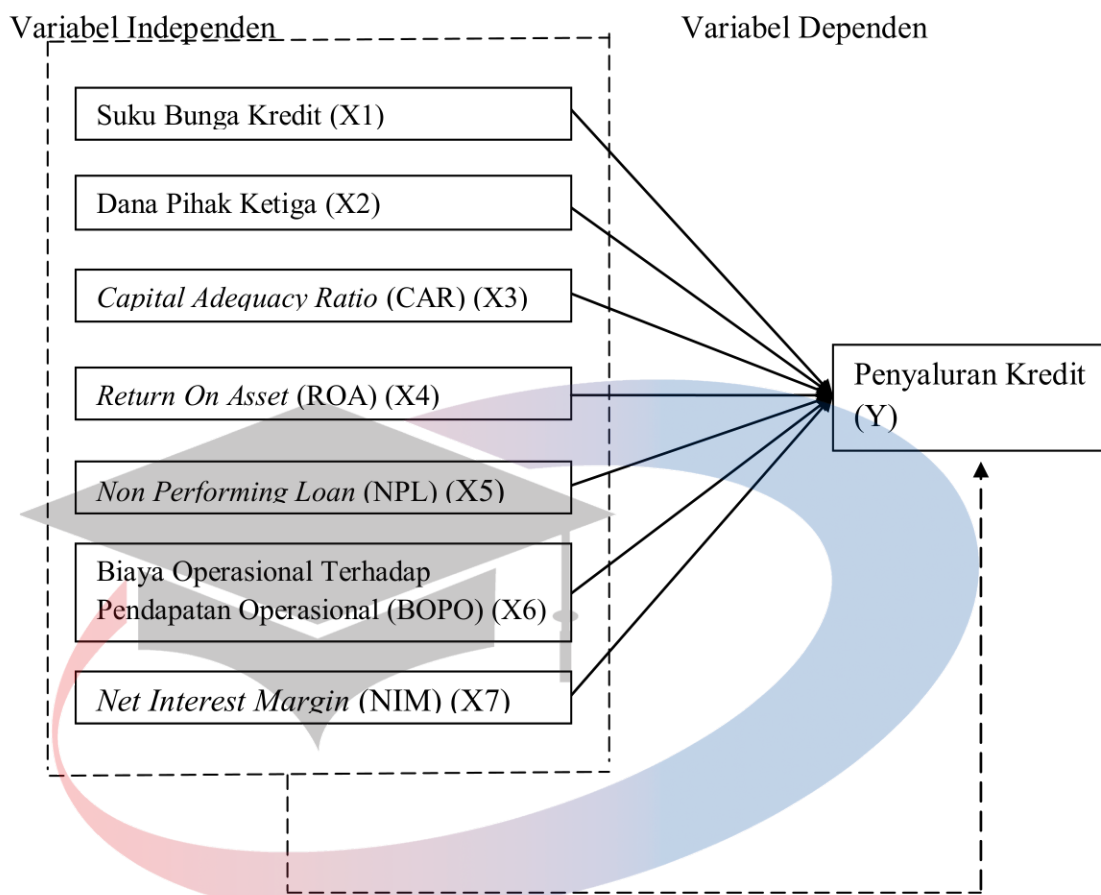 Variabel Independen
Variabel Dependen
Suku Bunga Kredit (X1)
Dana Pihak Ketiga (X2)
Capital Adequacy Ratio (CAR) (X3)
Return On Asset (ROA) (X4)
Non Performing Loan (NPL) (X5)
Biaya Operasional Terhadap
Pendapatan Operasional (BOPO) (X6)
Net Interest Margin (NIM) (X7)
Penyaluran Kredit
(Y)